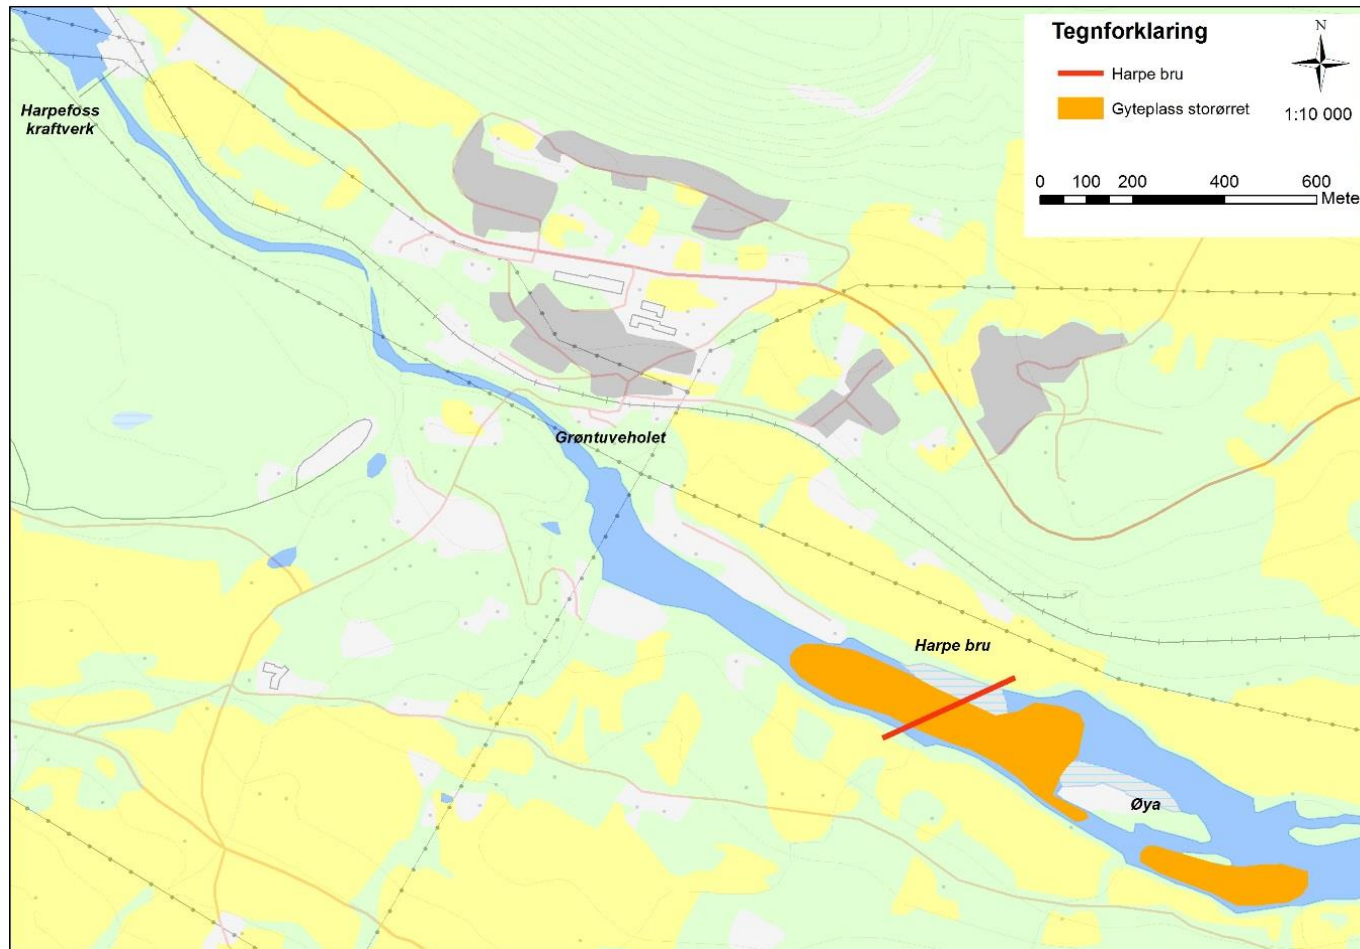 Tegnforklaring
Harpe bru
Gyteplass storørret
N
1:10 000
0 100 200 400 600
Mete
Harpefoss
kraftverk
Grøntuveholet
Harpe bru
Øya